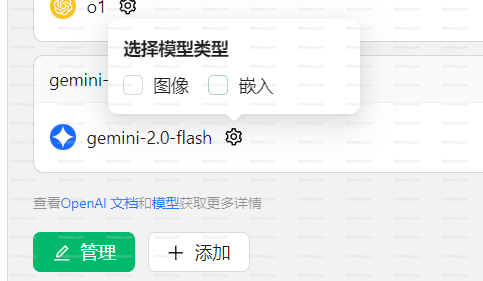 o1
选择模型类型
图像 嵌入
gemini-
gemini-2.0-flash
查看OpenAI 文档和模型获取更多详情
管理 添加